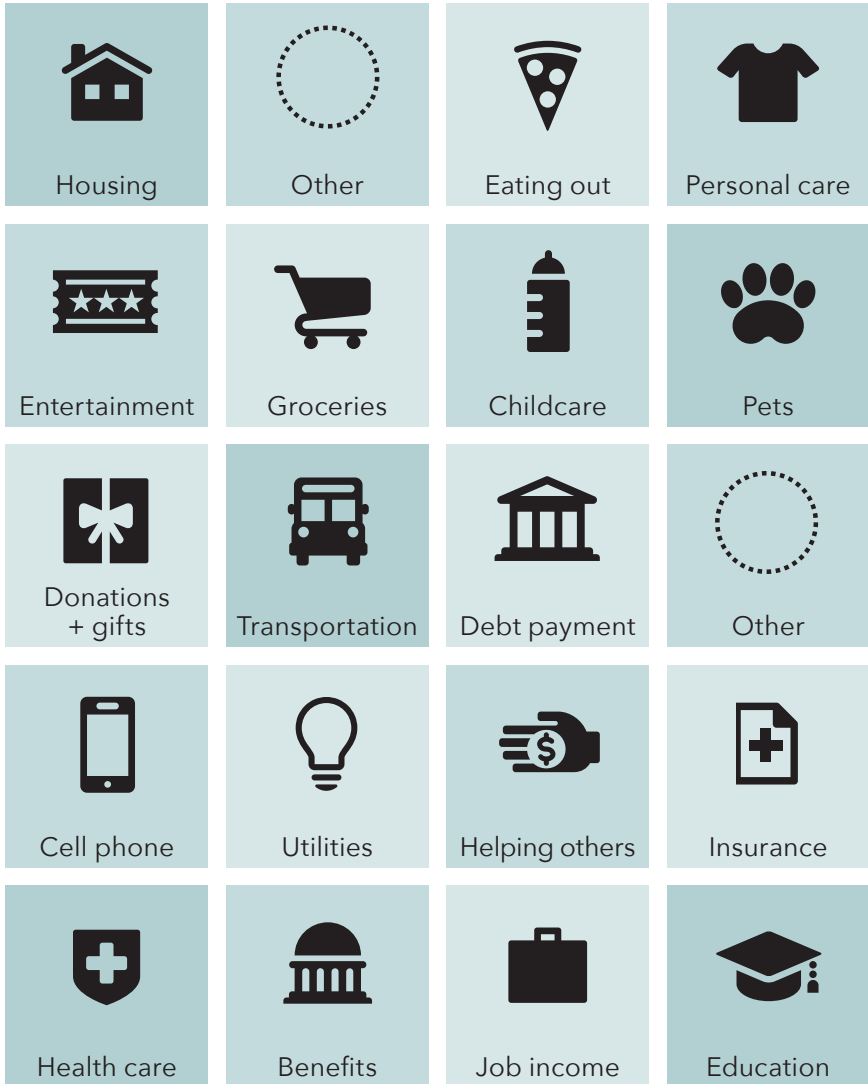 Housing
Other
Eating out
Personal care
Entertainment
Groceries
Childcare
Pets
Donations
+ gifts
Transportation
Debt payment
Other
Cell phone
Utilities
$
Helping others
Insurance
Health care
Benefits
Job income
Education